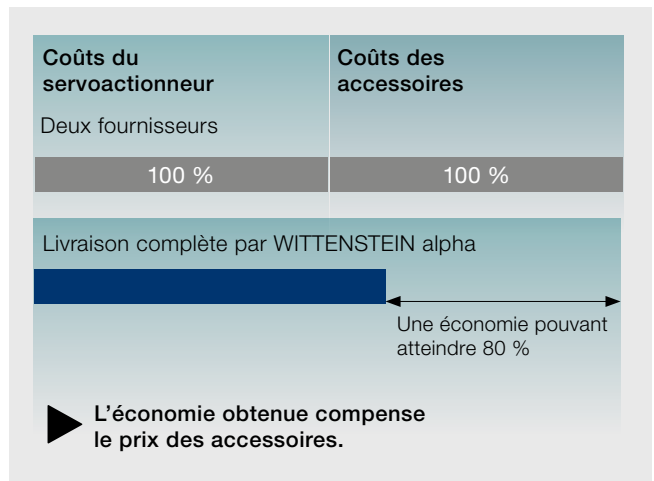 Coûts du
servoactionneur
Coûts des
accessoires
Deux fournisseurs
100 %
100 %
Livraison complète par WITTENSTEIN alpha
Une économie pouvant
atteindre 80 %
L’économie obtenue compense
le prix des accessoires.